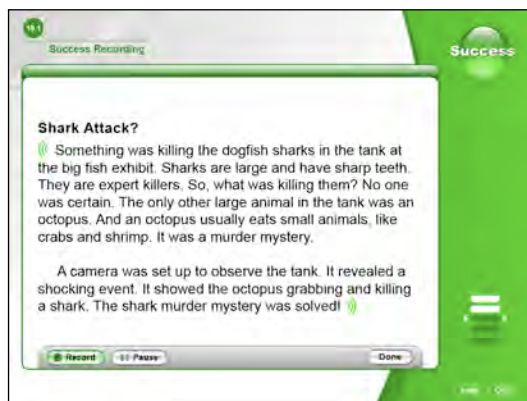 15.1
Success Recording
Success
Shark Attack?
Something was killing the dogfish sharks in the tank at
the big fish exhibit. Sharks are large and have sharp teeth.
They are expert killers. So, what was killing them? No one
was certain. The only other large animal in the tank was an
octopus. And an octopus usually eats small animals, like
crabs and shrimp. It was a murder mystery.
A camera was set up to observe the tank. It revealed a
shocking event. It showed the octopus grabbing and killing
a shark. The shark murder mystery was solved!
Record
Pause
Done